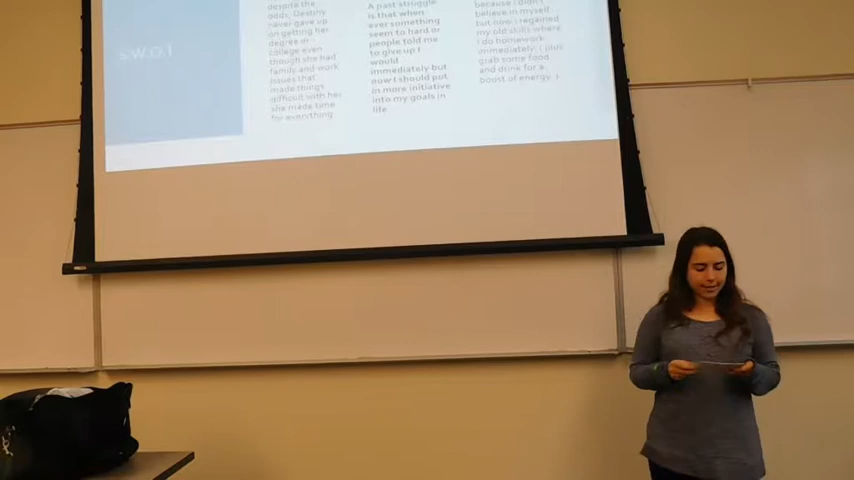 S.W.O.T
despite the
odds, Destiny
never gave up
on getting her
degree in
college even
though she had
family and work
issues that
made things
difficult with her
she made time
for everything
A past struggle
is that when
ever something
seem to hard or
people told me
to give up I
would
immediately but
now I should put
in more initiative
into my goals in
life
because I didn't
believe in myself
but now I regained
my old skills where
I do homework
immediately. I plus
grab some food
and drink for a
boost of energy.